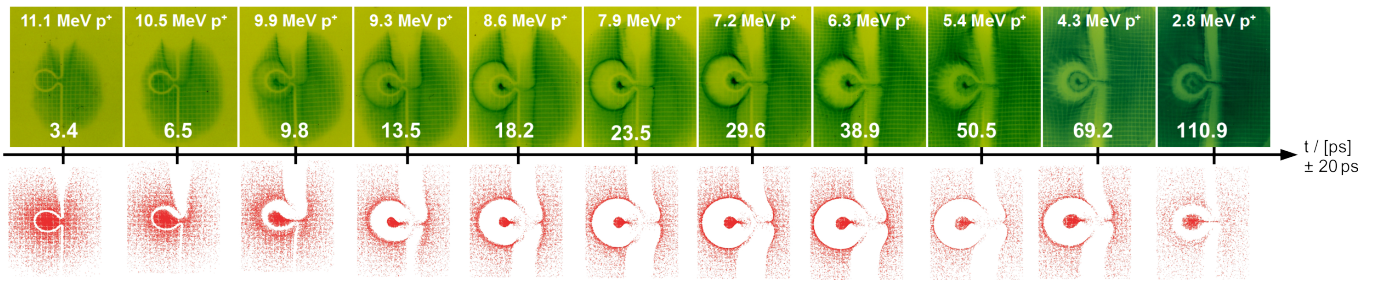 11.1 MeV p⁺ 10.5 MeV p⁺ 9.9 MeV p⁺ 9.3 MeV p⁺ 8.6 MeV p⁺ 7.9 MeV p⁺ 7.2 MeV p⁺ 6.3 MeV p⁺ 5.4 MeV p⁺ 4.3 MeV p⁺ 2.8 MeV p⁺
3.4 6.5 9.8 13.5 18.2 23.5 29.6 38.9 50.5 69.2 110.9
t / [ps]
± 20 ps